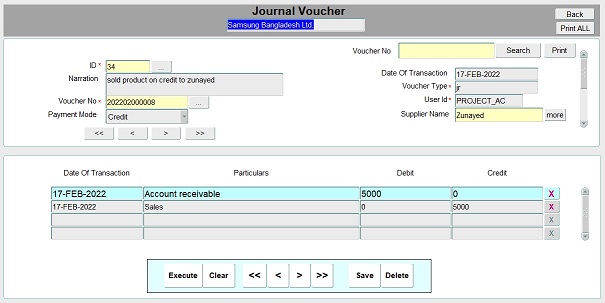 Journal Voucher
Samsung Bangladesh Ltd.
Back
Print ALL
Voucher No Search Print
ID * 34 ...
Narration sold product on credit to zunayed
Date Of Transaction 17-FEB-2022
Voucher Type * jr
Voucher No * 202202000008 ...
User Id * PROJECT_AC
Payment Mode Credit
Supplier Name Zunayed more
<< < > >>
Date Of Transaction Particulars Debit Credit
17-FEB-2022 Account receivable 5000 0 X
17-FEB-2022 Sales 0 5000 X
X
X
Execute Clear << < > >> Save Delete